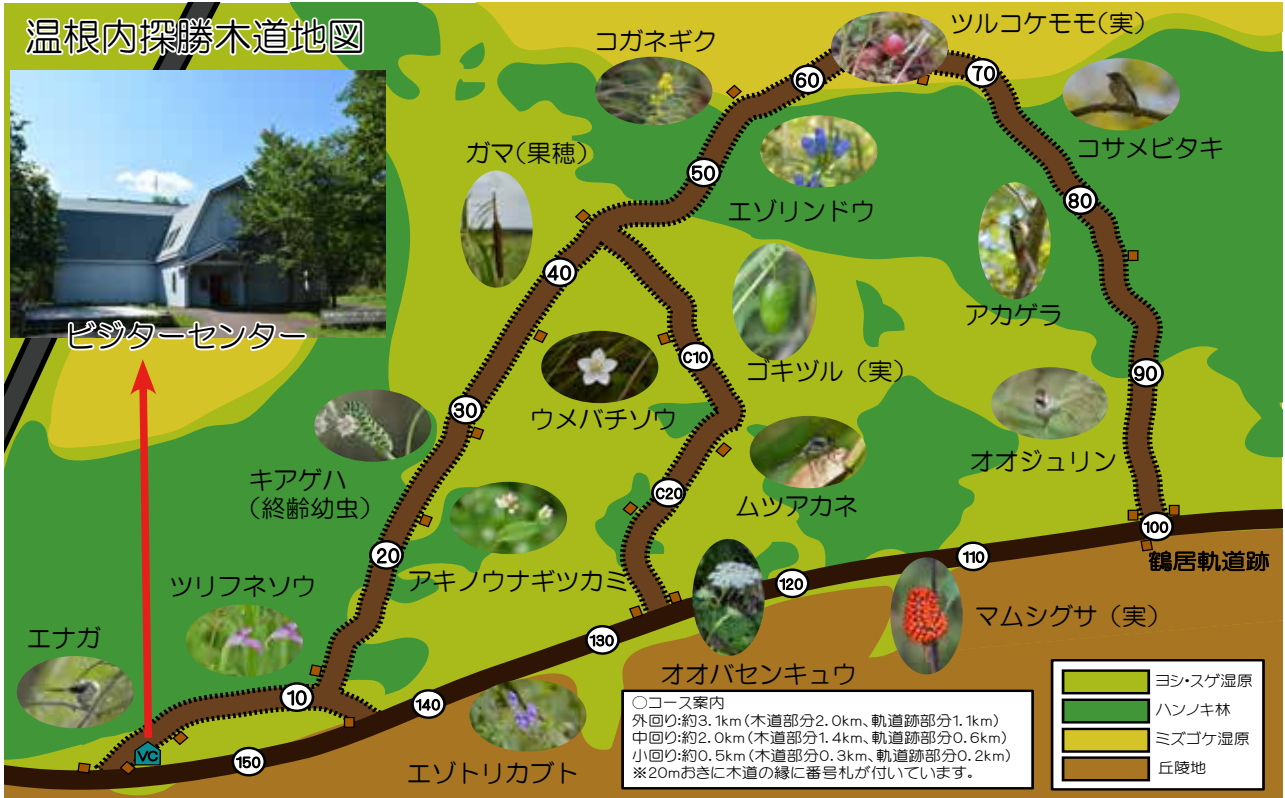 温根内探勝木道地図
ビジターセンター
コガネギク
ツルコケモモ(実)
ガマ(果穂)
エゾリンドウ
コサメビタキ
アカゲラ
ウメバチソウ
ゴキヅル（実）
キアゲハ
（終齢幼虫）
アキノウナギツカミ
ムツアカネ
オオジュリン
ツリフネソウ
エナガ
オオバセンキュウ
マムシグサ（実）
エゾトリカブト
鶴居軌道跡
VC
10
20
30
40
50
60
70
80
90
100
110
120
130
140
150
C10
C20
○コース案内
外回り:約3.1km(木道部分2.0km、軌道跡部分1.1km)
中回り:約2.0km(木道部分1.4km、軌道跡部分0.6km)
小回り:約0.5km(木道部分0.3km、軌道跡部分0.2km)
※20mおきに木道の縁に番号札が付いています。
ヨシ・スゲ湿原
ハンノキ林
ミズゴケ湿原
丘陵地